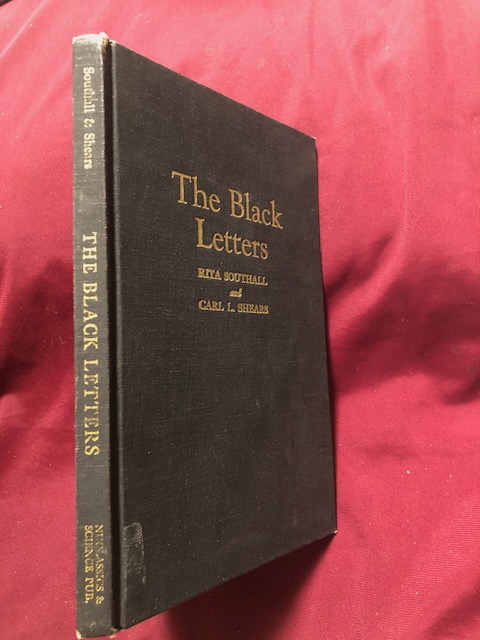 Southall & Shears
THE BLACK LETTERS
NUCLASSICS &
SCIENCE PUB.
The Black
Letters
RITA SOUTHALL
and
CARL L. SHEARS